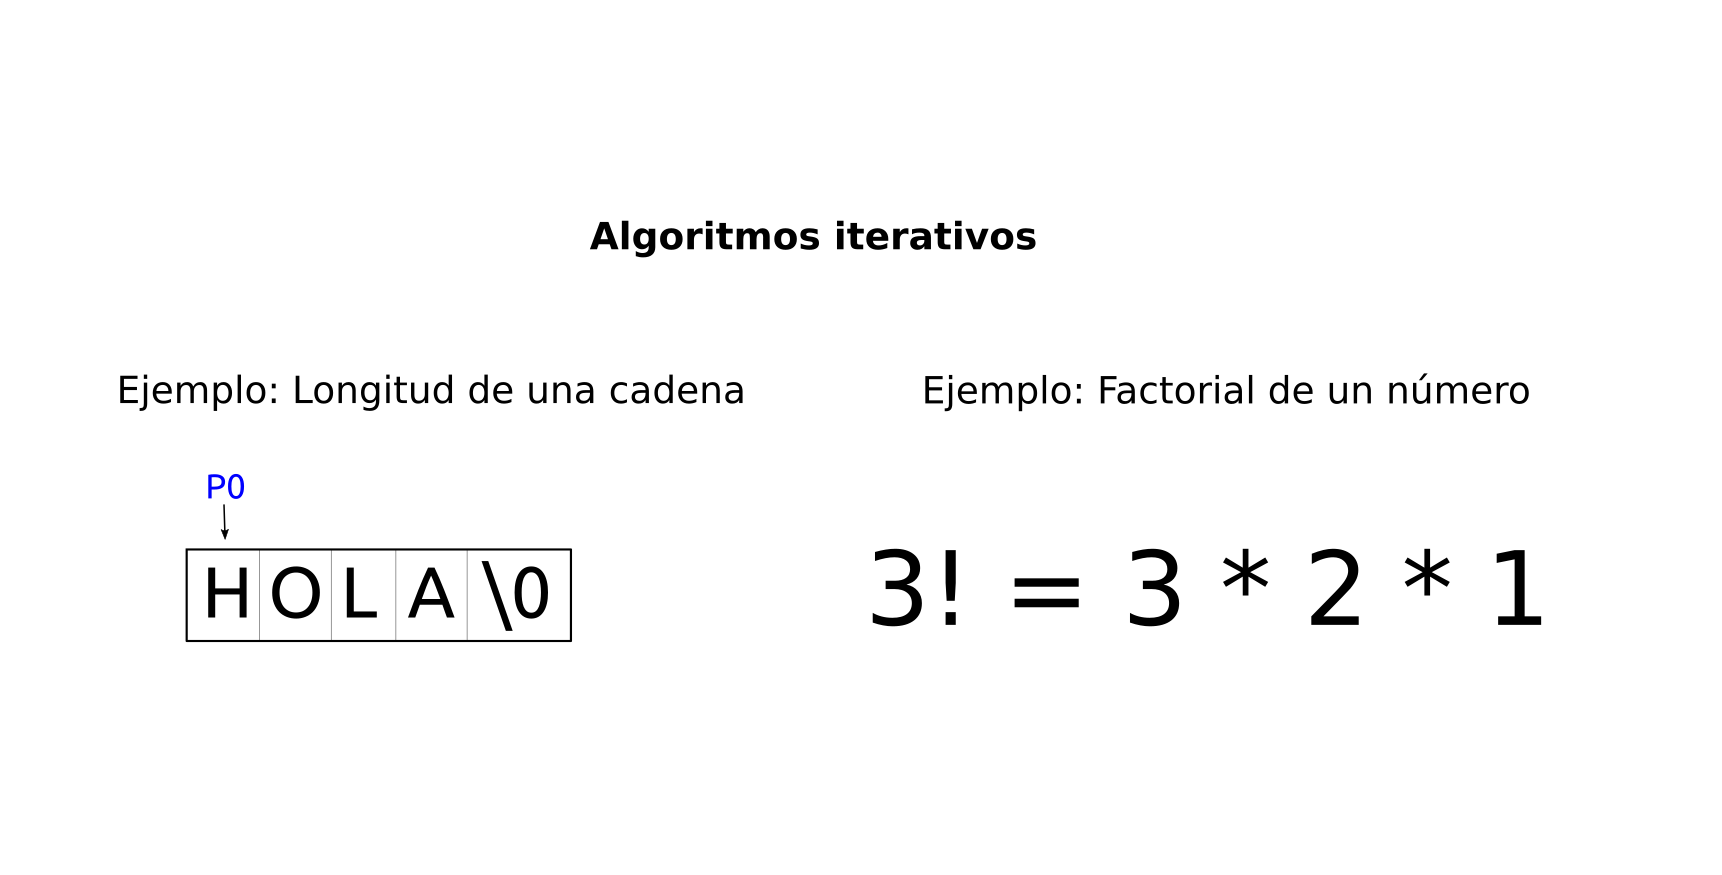 Algoritmos iterativos
Ejemplo: Longitud de una cadena
P0
H O L A \0
Ejemplo: Factorial de un número
3! = 3 * 2 * 1